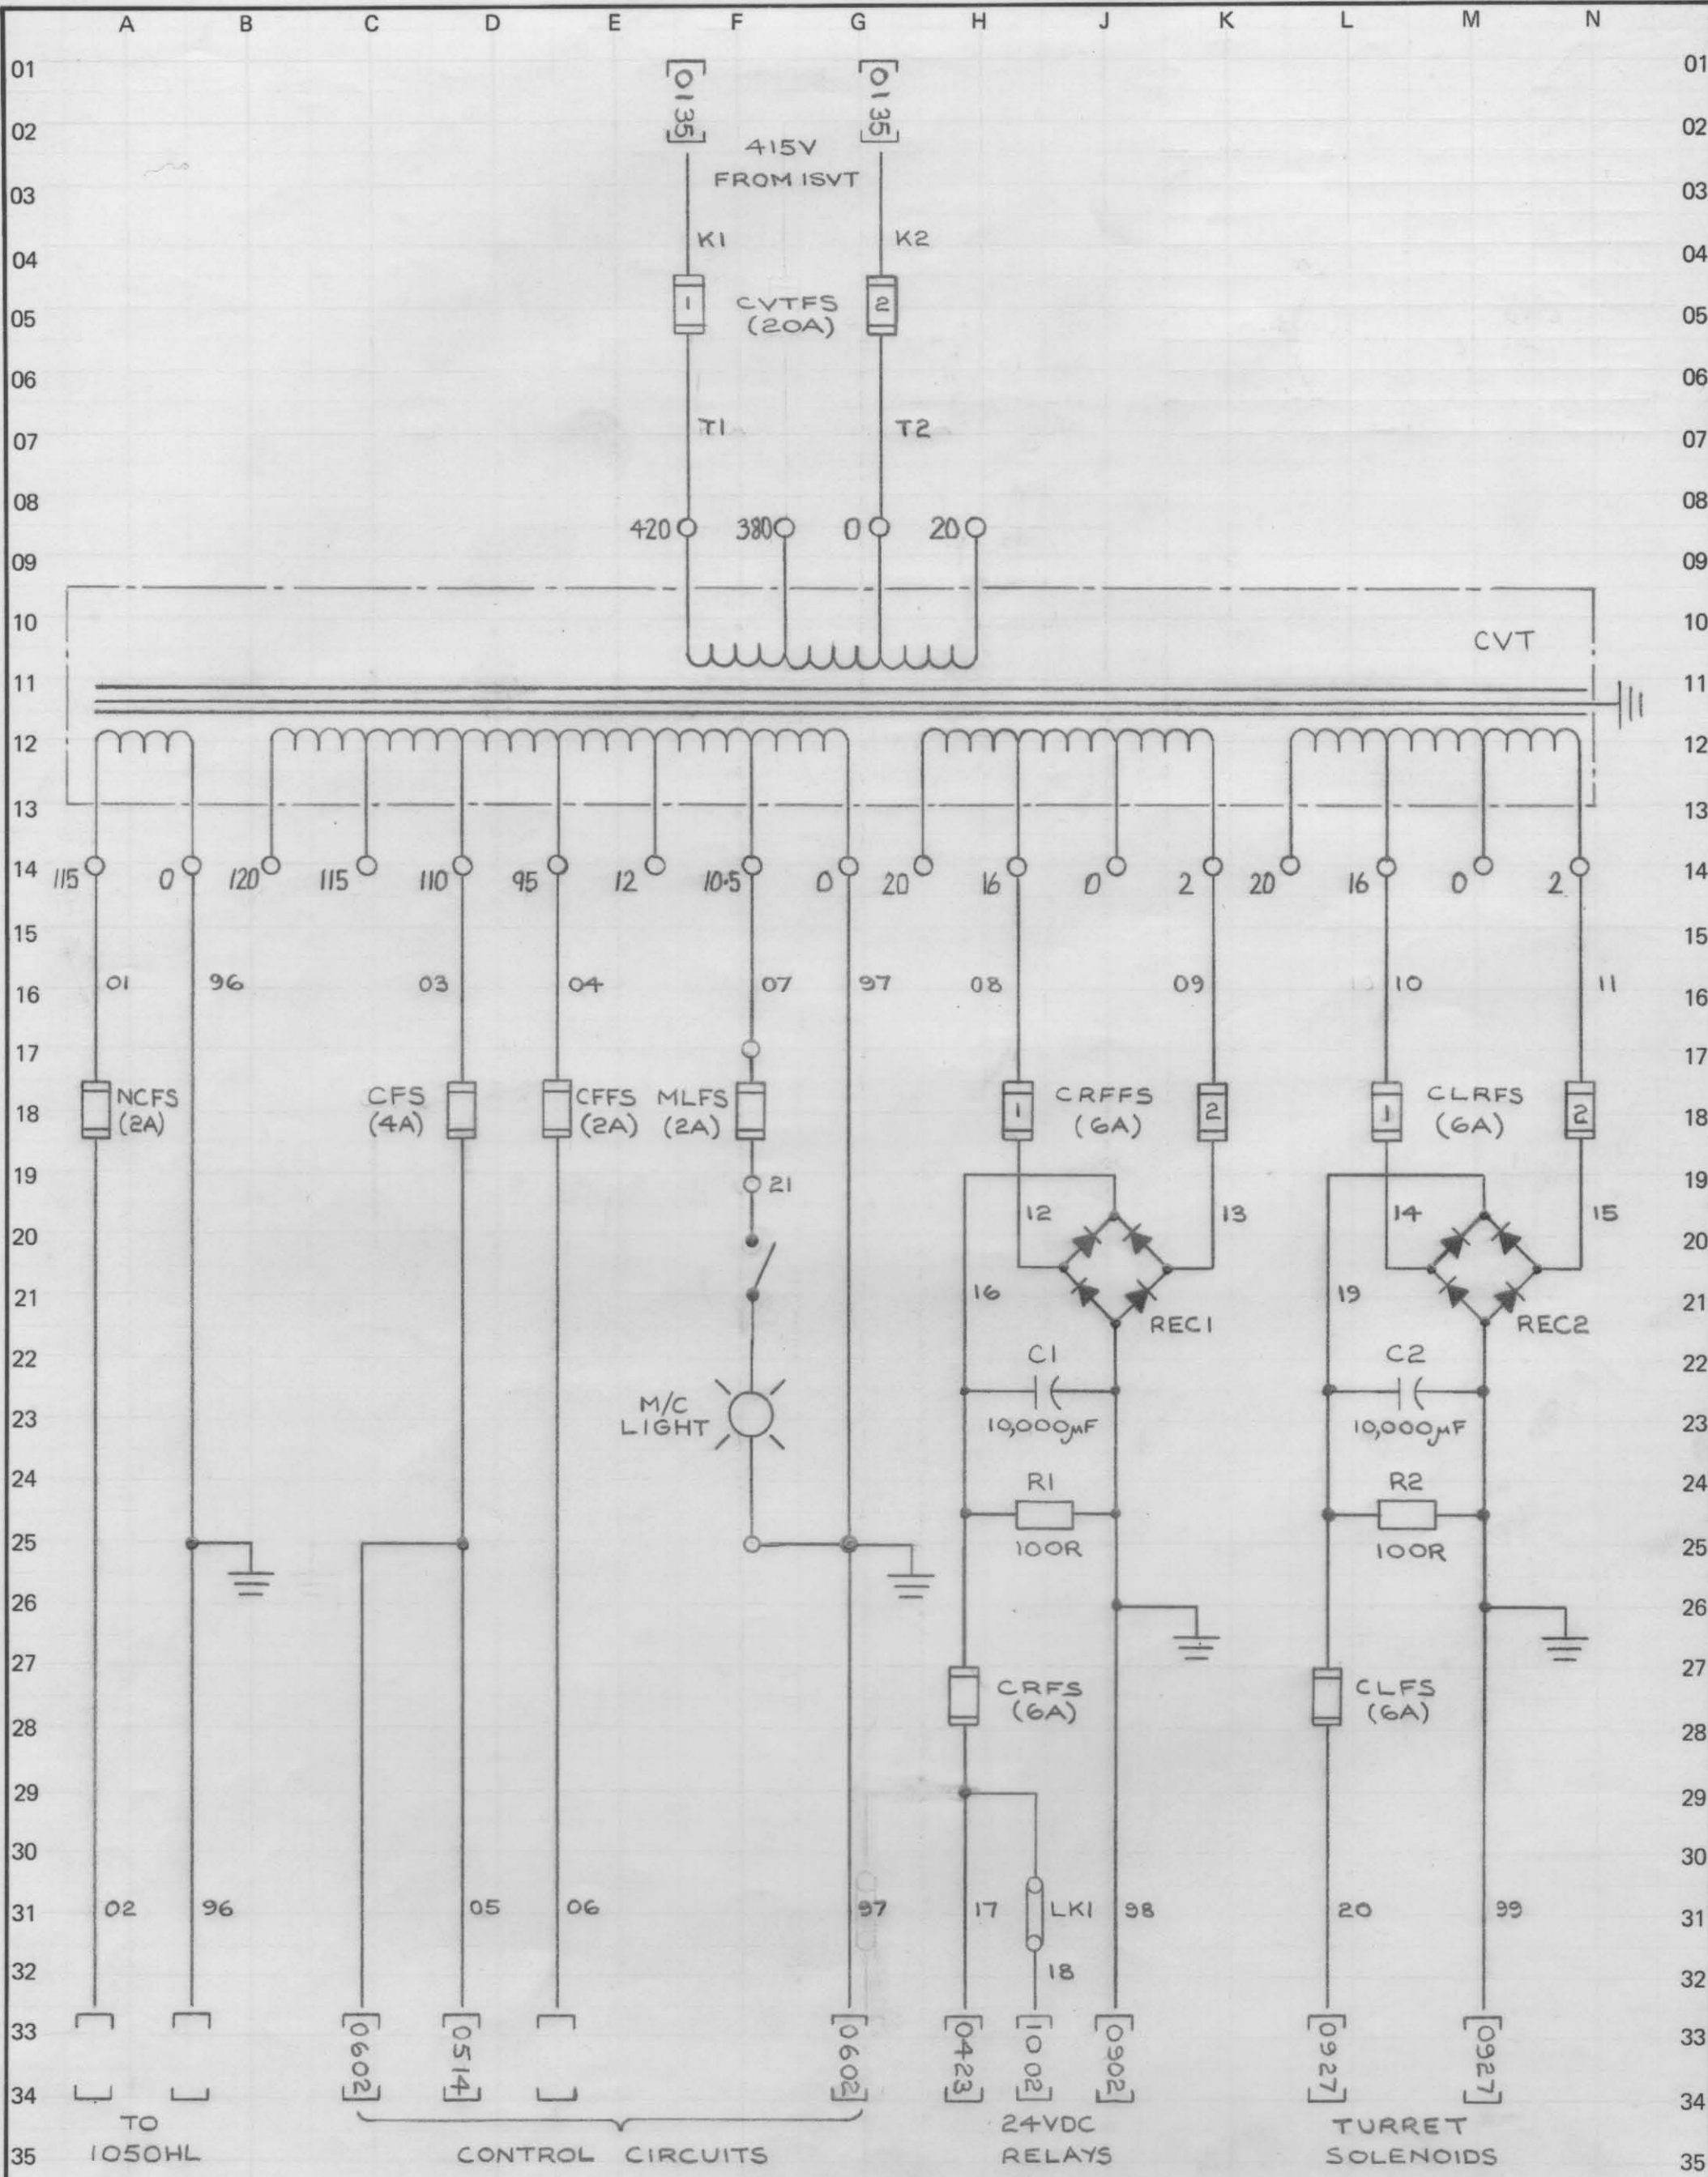 A B C D E F G H J K L M N
01 [0135] [0135] 01
02 415V 02
03 FROM ISVT 03
04 K1 K2 04
05 1 CVTFS 2 05
(20A)
06 06
07 T1 T2 07
08 08
420 380 0 20
09 09
10 CVT 10
11 11
12 12
13 13
14 14
115 0 120 115 110 95 12 10·5 0 20 16 0 2 20 16 0 2
15 15
16 01 96 03 04 07 97 08 09 10 11 16
17 17
18 NCFS CFS CFFS MLFS 1 CRFFS 2 1 CLRFS 2 18
(2A) (4A) (2A) (2A) (6A) (6A)
19 21 19
20 12 13 14 15 20
21 16 19 21
REC1 REC2
22 C1 C2 22
23 M/C 23
LIGHT 10,000µF 10,000µF
24 R1 R2 24
25 100R 100R 25
26 26
27 27
CRFS CLFS
(6A) (6A)
28 28
29 29
30 30
31 02 96 05 06 97 17 LK1 98 20 99 31
32 18 32
33 [0602] [0514] [0602] [0423] [1002] [0902] [0927] [0927] 33
34 34
TO 24VDC TURRET
35 1050HL CONTROL CIRCUITS RELAYS SOLENOIDS 35